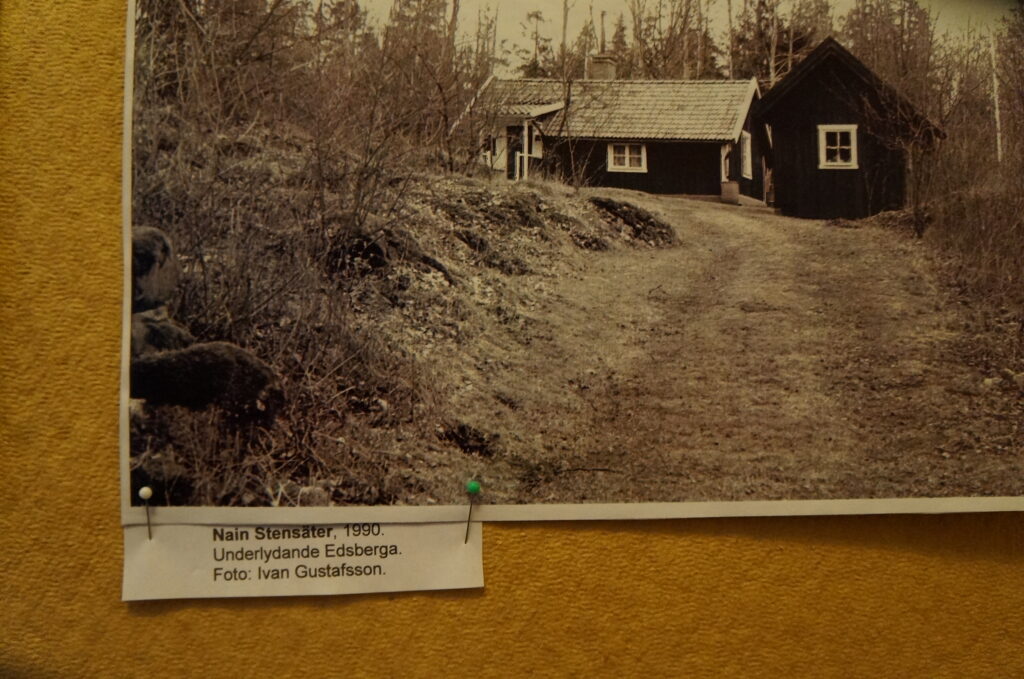 Nain Stensäter, 1990.
Underlydande Edsberga.
Foto: Ivan Gustafsson.